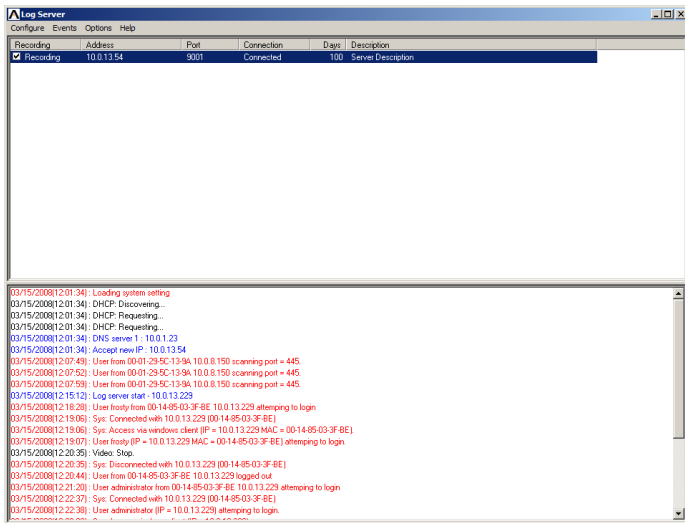 Log Server
Configure Events Options Help
Recording Address Port Connection Days Description
Recording 10.0.13.54 9001 Connected 100 Server Description
03/15/2008(12:01:34) : Loading system setting
03/15/2008(12:01:34) : DHCP: Discovering...
03/15/2008(12:01:34) : DHCP: Requesting...
03/15/2008(12:01:34) : DHCP: Requesting...
03/15/2008(12:01:34) : DNS server 1 : 10.0.1.23
03/15/2008(12:01:34) : Accept new IP : 10.0.13.54
03/15/2008(12:07:49) : User from 00-01-29-5C-13-9A 10.0.8.150 scanning port = 445.
03/15/2008(12:07:52) : User from 00-01-29-5C-13-9A 10.0.8.150 scanning port = 445.
03/15/2008(12:07:59) : User from 00-01-29-5C-13-9A 10.0.8.150 scanning port = 445.
03/15/2008(12:15:12) : Log server start - 10.0.13.229
03/15/2008(12:18:28) : User frosty from 00-14-85-03-3F-BE 10.0.13.229 attemping to login
03/15/2008(12:19:06) : Sys: Connected with 10.0.13.229 (00-14-85-03-3F-BE)
03/15/2008(12:19:06) : Sys: Access via windows client (IP = 10.0.13.229 MAC = 00-14-85-03-3F-BE).
03/15/2008(12:19:07) : User frosty (IP = 10.0.13.229 MAC = 00-14-85-03-3F-BE) attemping to login.
03/15/2008(12:20:35) : Video: Stop.
03/15/2008(12:20:35) : Sys: Disconnected with 10.0.13.229 (00-14-85-03-3F-BE)
03/15/2008(12:20:44) : User from 00-14-85-03-3F-BE 10.0.13.229 logged out
03/15/2008(12:21:20) : User administrator from 00-14-85-03-3F-BE 10.0.13.229 attemping to login
03/15/2008(12:22:37) : Sys: Connected with 10.0.13.229 (00-14-85-03-3F-BE)
03/15/2008(12:22:38) : User administrator (IP = 10.0.13.229) attemping to login.